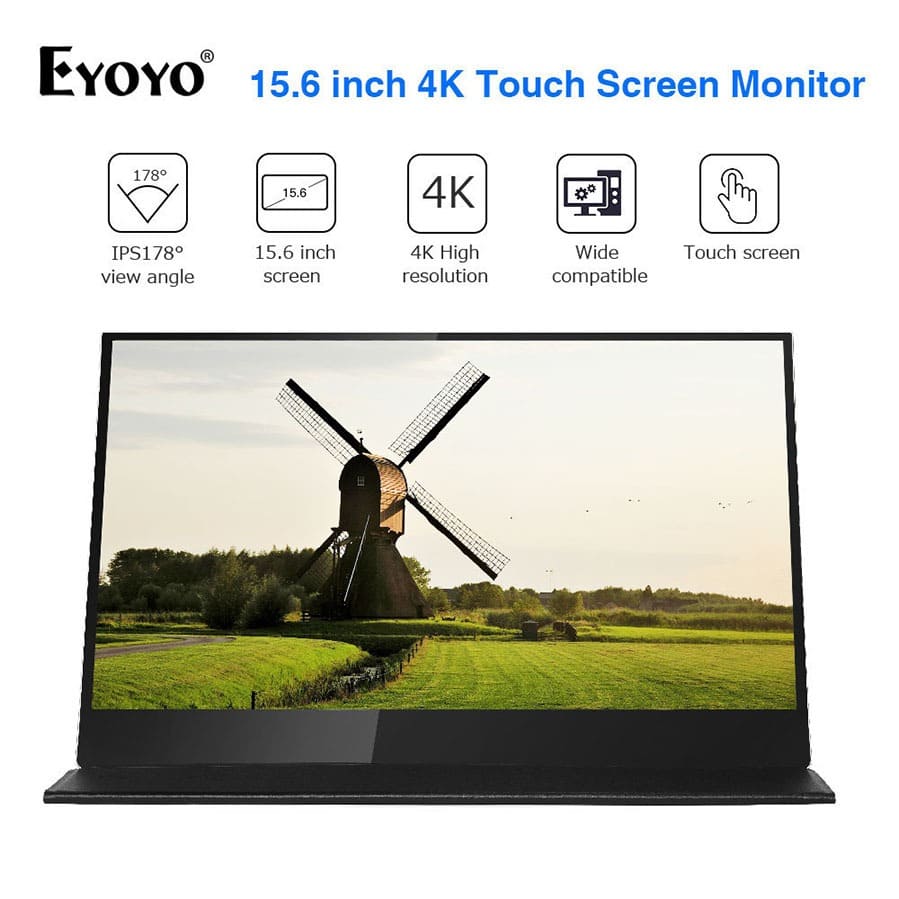 EYOYO®
15.6 inch 4K Touch Screen Monitor
178°
15.6
4K
IPS178°
view angle
15.6 inch
screen
4K High
resolution
Wide
compatible
Touch screen